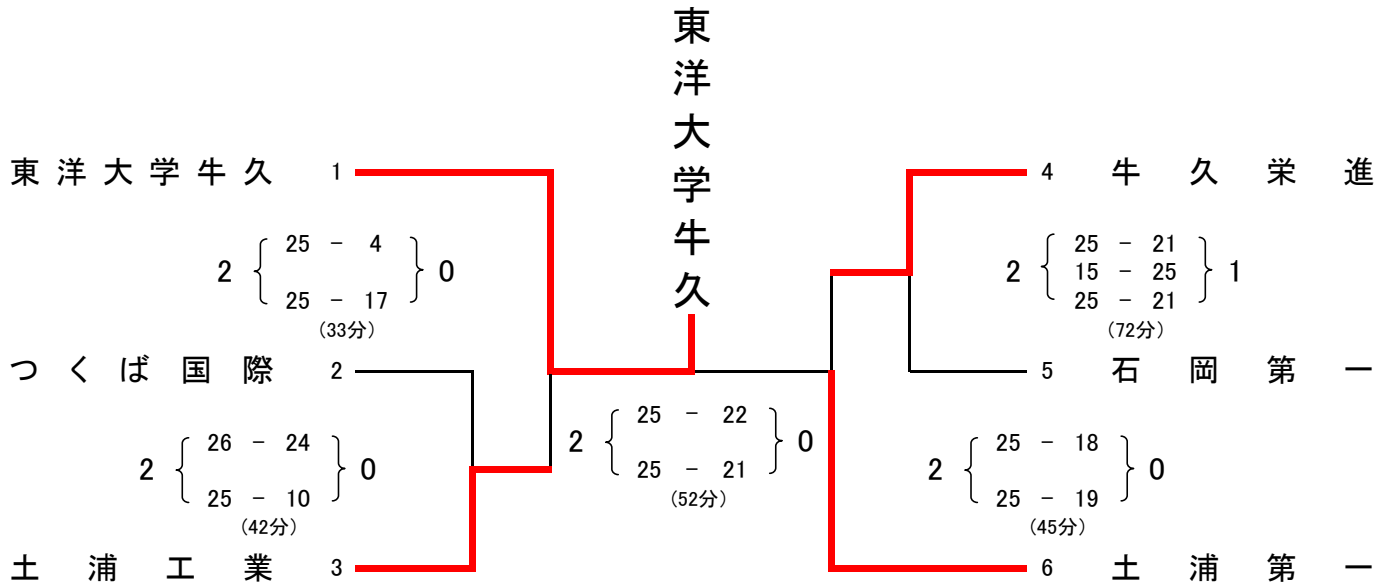 東洋大学牛久
東洋大学牛久 1
2 25 - 4 0
25 - 17
(33分)
つくば国際 2
2 26 - 24 0
25 - 10
(42分)
土浦工業 3
2 25 - 22 0
25 - 21
(52分)
4 牛久栄進
2 25 - 21 1
15 - 25
25 - 21
(72分)
5 石岡第一
2 25 - 18 0
25 - 19
(45分)
6 土浦第一